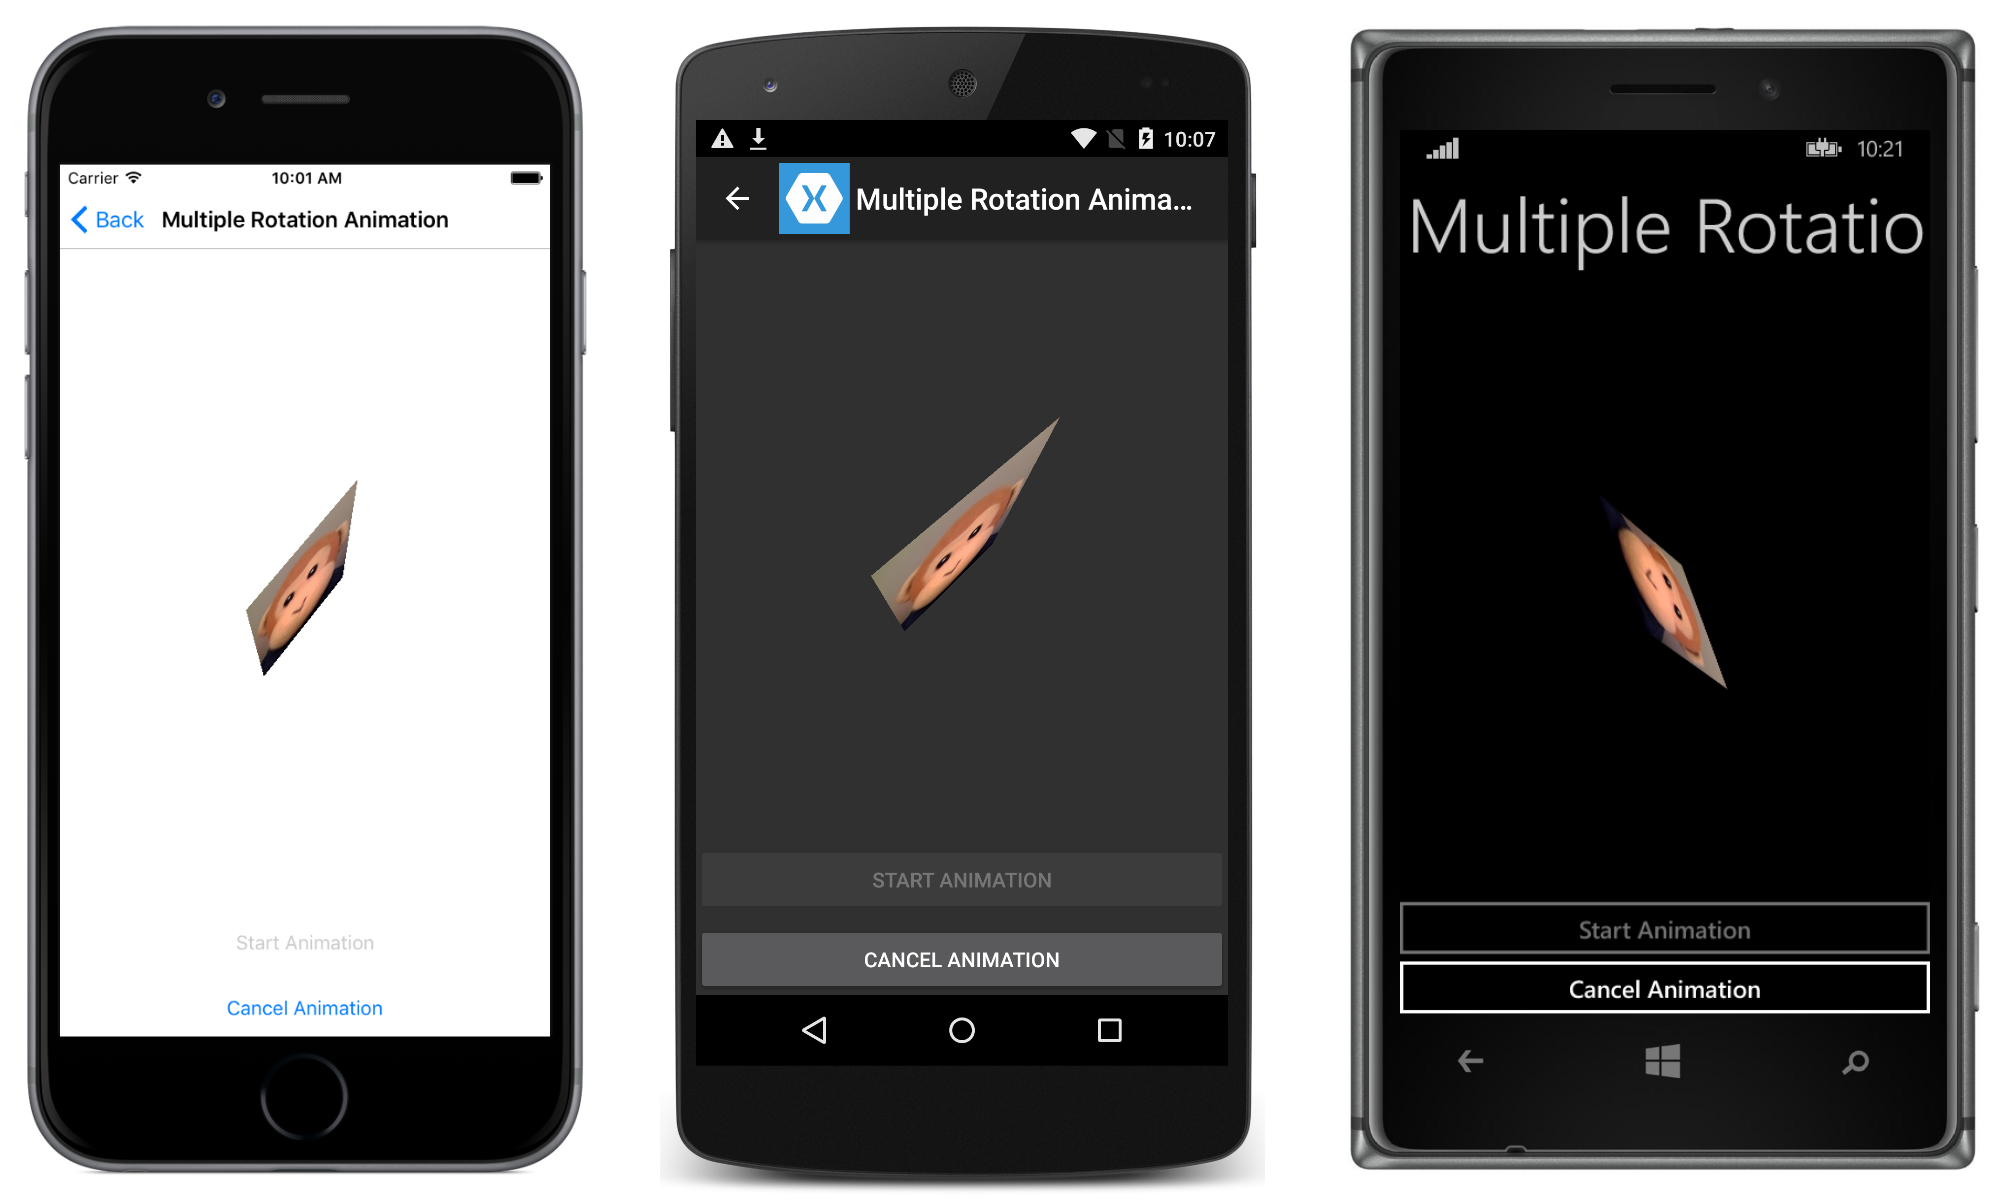 Carrier 10:01 AM
Back Multiple Rotation Animation
Start Animation
Cancel Animation
10:07
Multiple Rotation Anima...
START ANIMATION
CANCEL ANIMATION
10:21
Multiple Rotatio
Start Animation
Cancel Animation